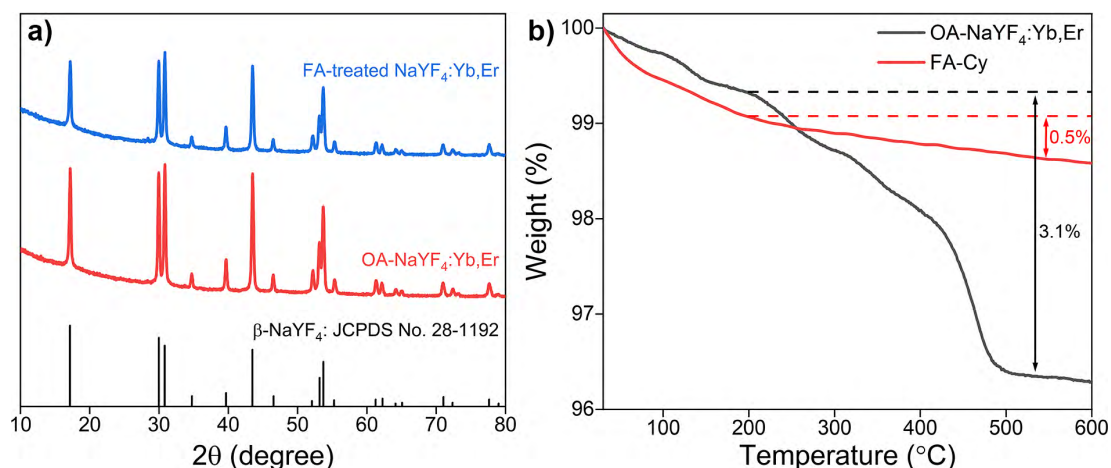 a)
FA-treated NaYF₄:Yb,Er
OA-NaYF₄:Yb,Er
β-NaYF₄: JCPDS No. 28-1192
10 20 30 40 50 60 70 80
2θ (degree)
b)
OA-NaYF₄:Yb,Er
FA-Cy
0.5%
3.1%
100
99
98
97
96
Weight (%)
100 200 300 400 500 600
Temperature (°C)